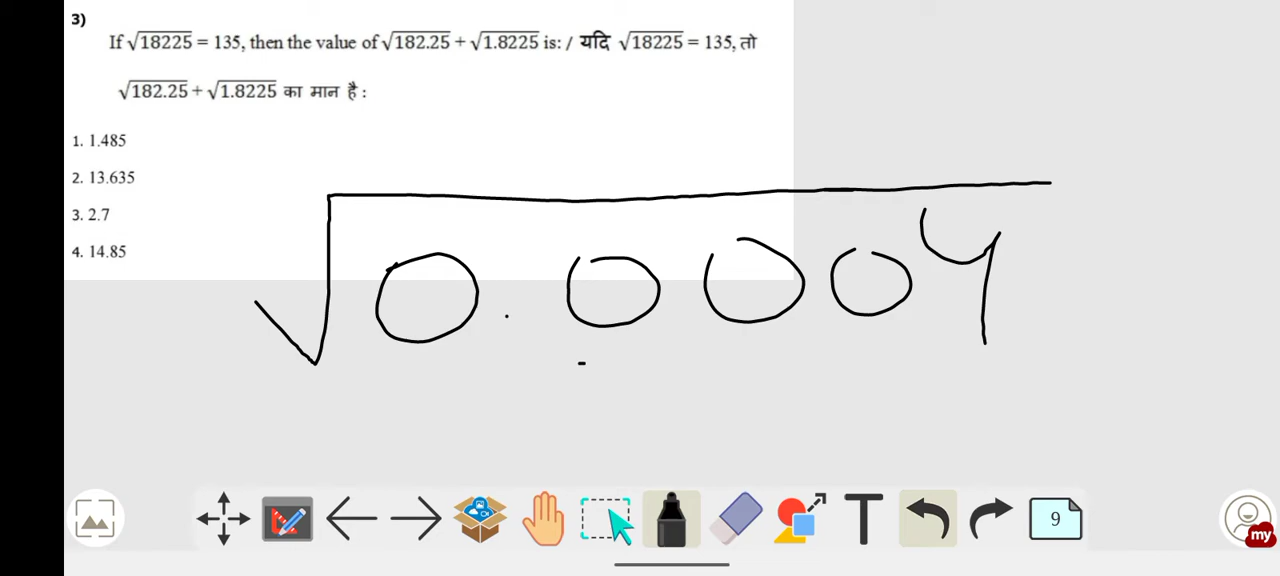 3)
If √18225 = 135, then the value of √182.25 + √1.8225 is: / यदि √18225 = 135, तो
√182.25 + √1.8225 का मान है :
1. 1.485
2. 13.635
3. 2.7
4. 14.85
√0.0004
T
9
my